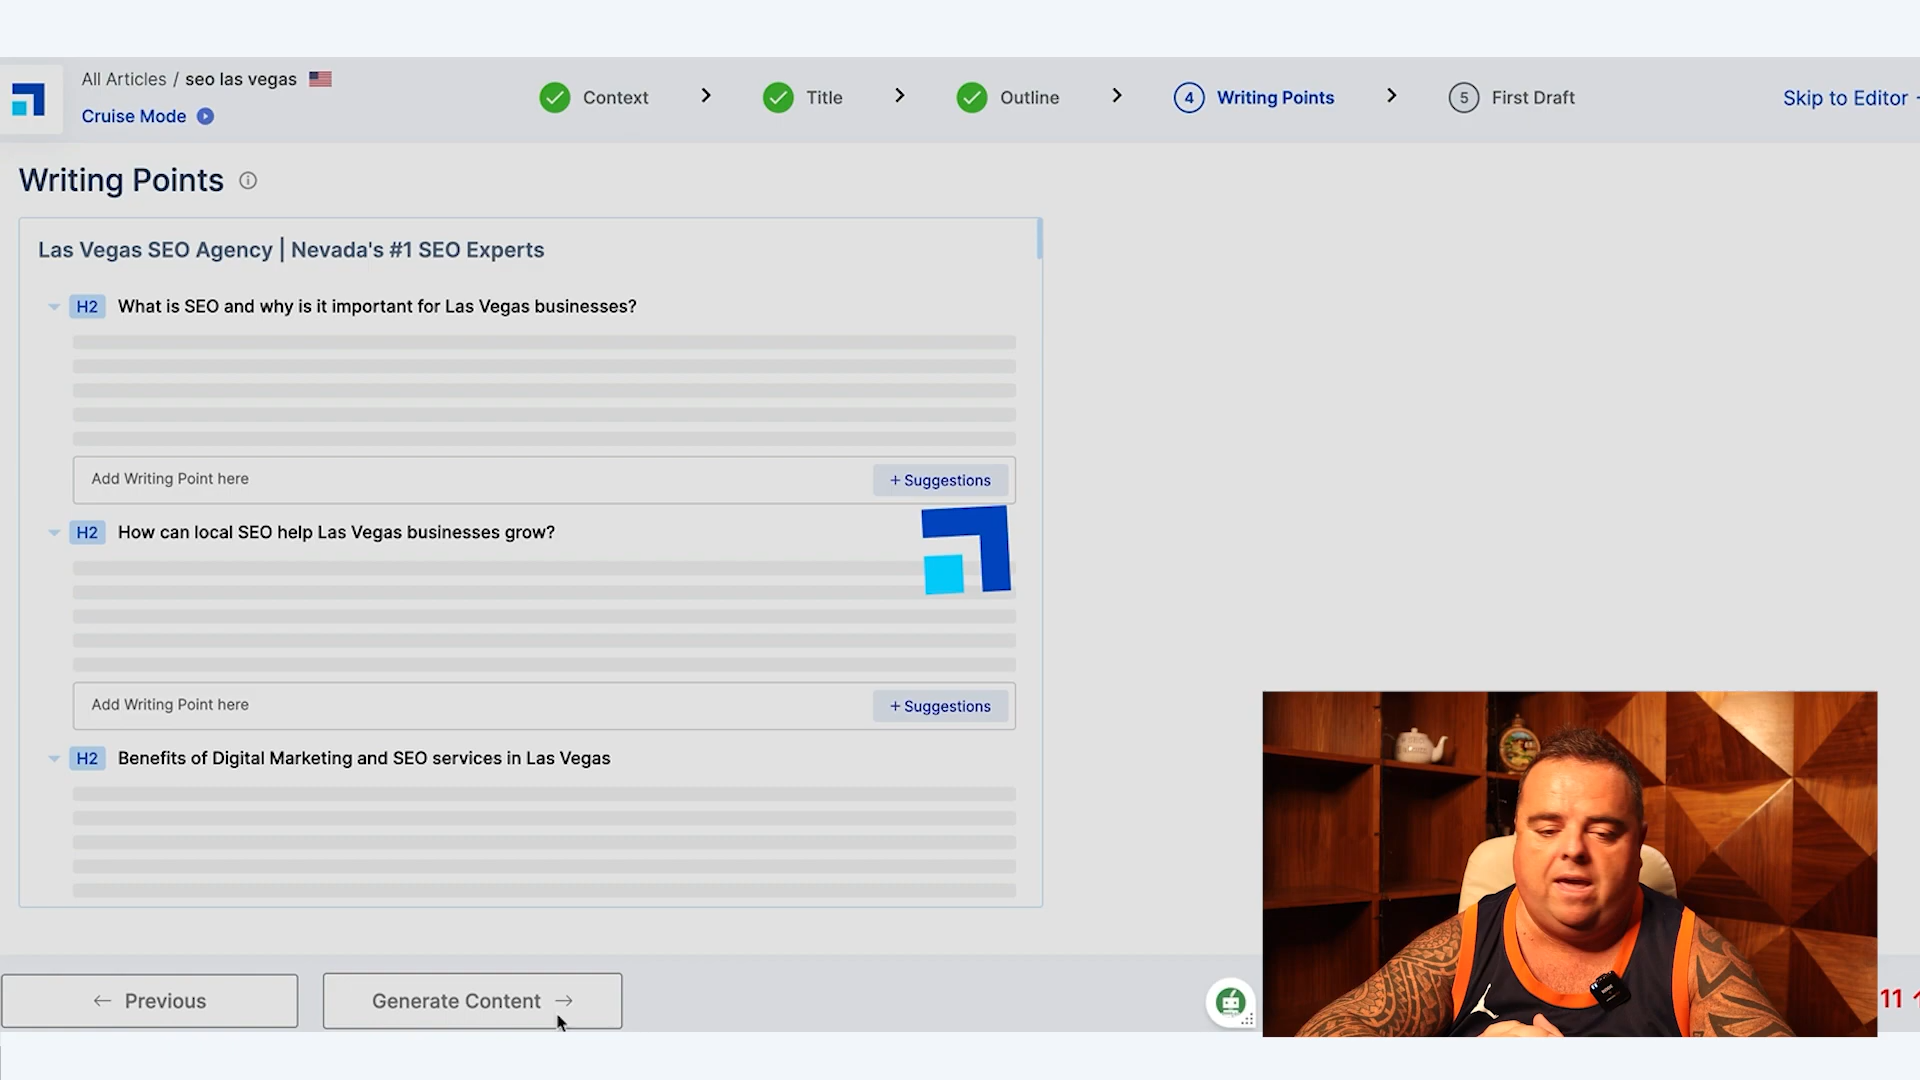 All Articles / seo las vegas
Cruise Mode
Context
Title
Outline
4 Writing Points
5 First Draft
Skip to Editor
Writing Points
Las Vegas SEO Agency | Nevada's #1 SEO Experts
H2 What is SEO and why is it important for Las Vegas businesses?
Add Writing Point here
+ Suggestions
H2 How can local SEO help Las Vegas businesses grow?
Add Writing Point here
+ Suggestions
H2 Benefits of Digital Marketing and SEO services in Las Vegas
← Previous
Generate Content →
11